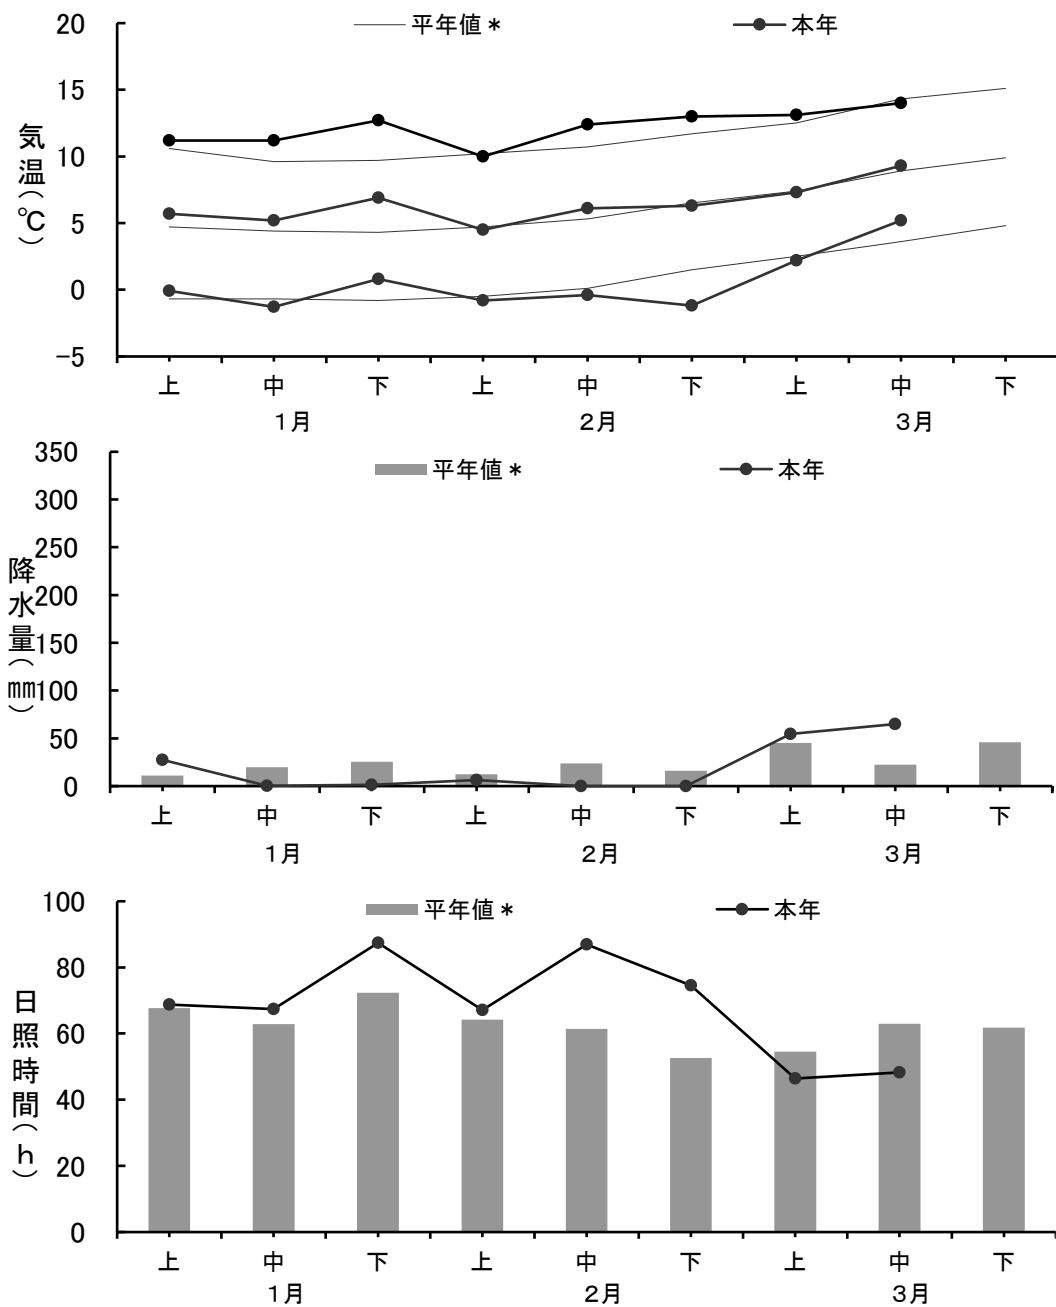 平年値＊ 本年
気温(℃)
20
15
10
5
0
-5
上 中 下 上 中 下 上 中 下
1月 2月 3月
平年値＊ 本年
降水量(㎜)
350
300
250
200
150
100
50
0
上 中 下 上 中 下 上 中 下
1月 2月 3月
平年値＊ 本年
日照時間(h)
100
80
60
40
20
0
上 中 下 上 中 下 上 中 下
1月 2月 3月